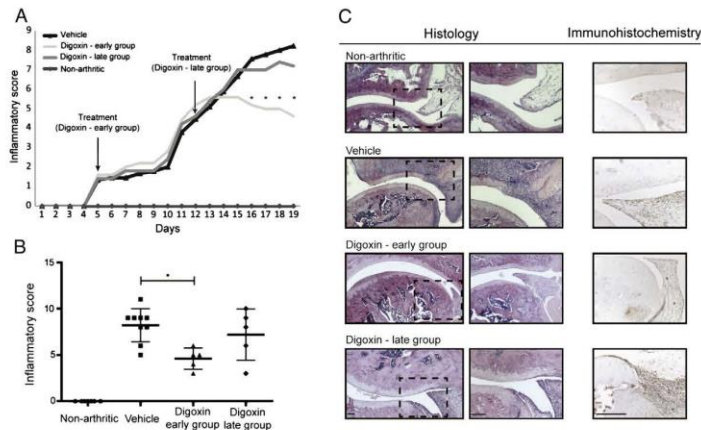 A
Inflammatory score
9
8
7
6
5
4
3
2
1
0
Vehicle
Digoxin - early group
Digoxin - late group
Non-arthritic
Treatment
(Digoxin - early group)
Treatment
(Digoxin - late group)
* * * *
1 2 3 4 5 6 7 8 9 10 11 12 13 14 15 16 17 18 19
Days
B
Inflammatory score
15
10
5
0
*
Non-arthritic Vehicle Digoxin Digoxin
early group late group
C
Histology Immunohistochemistry
Non-arthritic
Vehicle
Digoxin - early group
Digoxin - late group